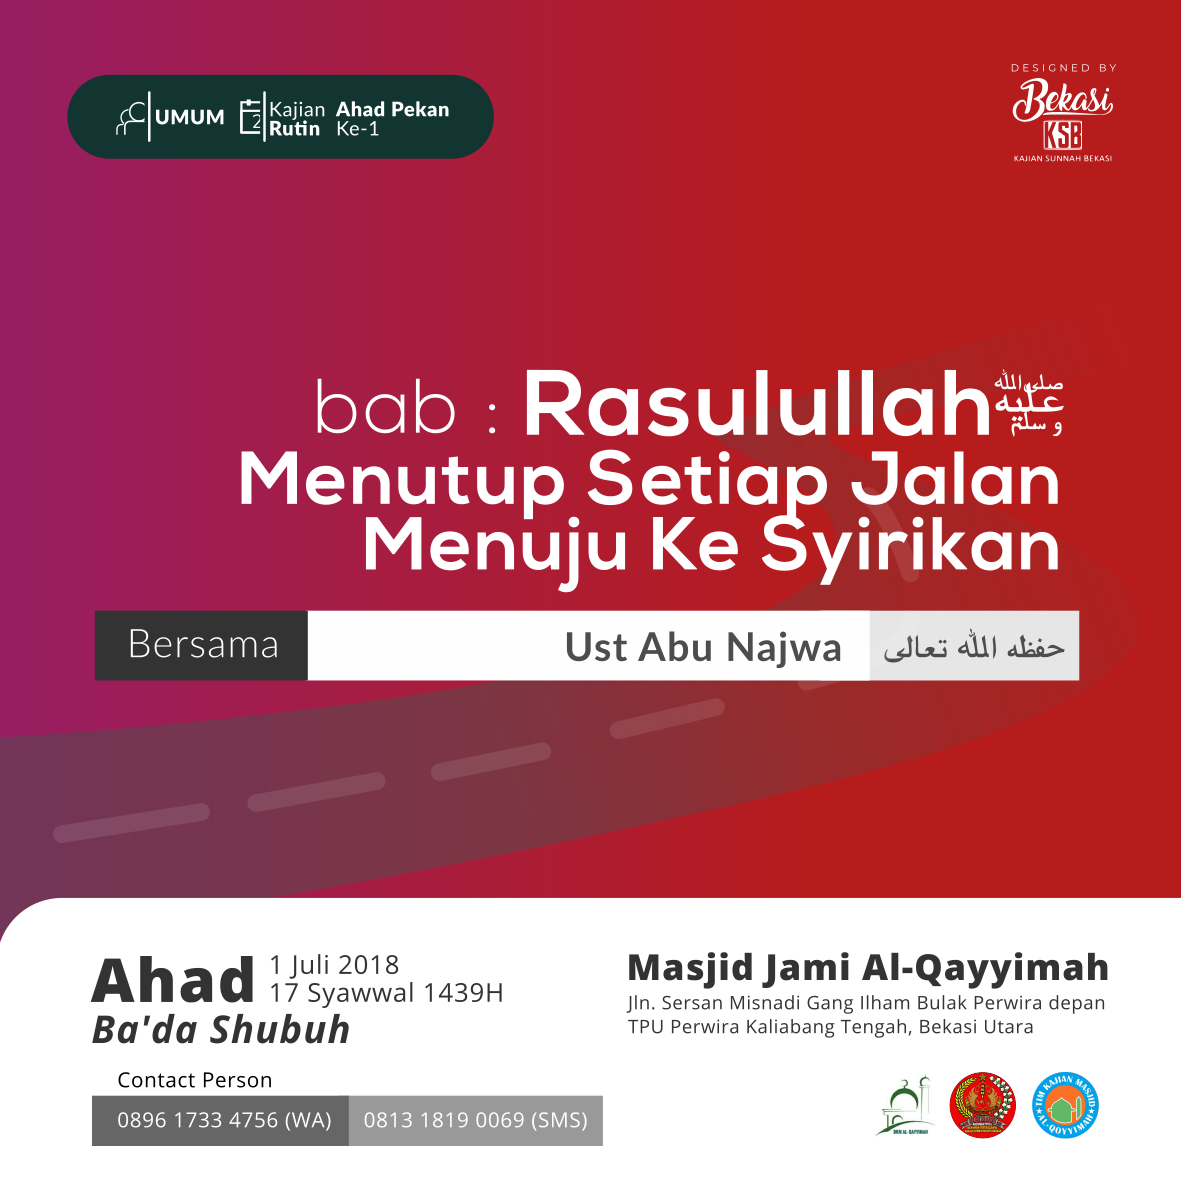 UMUM
2
Kajian Rutin
Ahad Pekan Ke-1
DESIGNED BY
Bekasi
KSB
KAJIAN SUNNAH BEKASI
bab : Rasulullah صلى الله عليه وسلم
Menutup Setiap Jalan
Menuju Ke Syirikan
Bersama
Ust Abu Najwa
حفظه الله تعالى
Ahad
1 Juli 2018
17 Syawwal 1439H
Ba'da Shubuh
Masjid Jami Al-Qayyimah
Jln. Sersan Misnadi Gang Ilham Bulak Perwira depan
TPU Perwira Kaliabang Tengah, Bekasi Utara
Contact Person
0896 1733 4756 (WA)
0813 1819 0069 (SMS)
DKM AL-QAYYIMAH
TIM KAJIAN MASJID
AL-QOYYIMAH